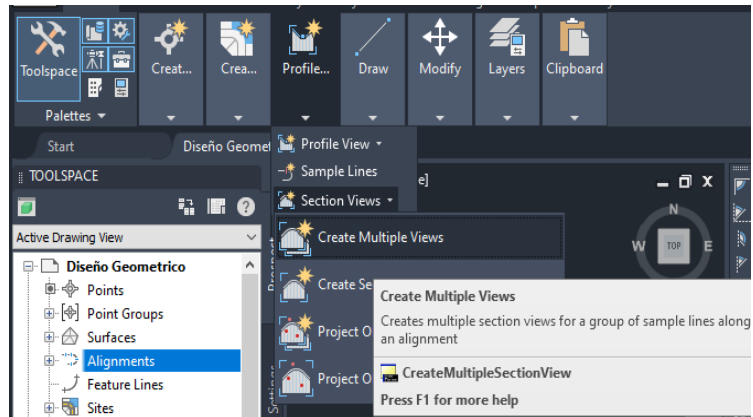 Toolspace
Creat...
Crea...
Profile...
Draw
Modify
Layers
Clipboard
Palettes
Start
Diseño Geome
Profile View
Sample Lines
Section Views
e]
TOOLSPACE
Active Drawing View
Diseño Geometrico
Points
Point Groups
Surfaces
Alignments
Feature Lines
Sites
Prospect
Settings
Create Multiple Views
Create Se
Project O
Project O
Create Multiple Views
Creates multiple section views for a group of sample lines along
an alignment
CreateMultipleSectionView
Press F1 for more help
N
W
TOP
E